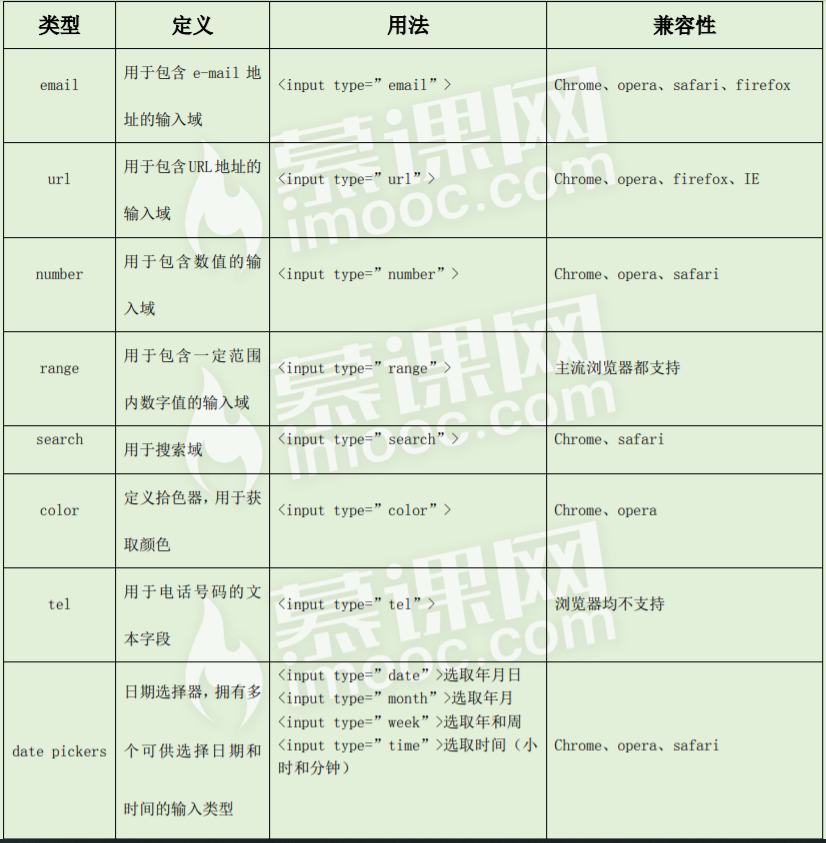 类型 定义 用法 兼容性
email 用于包含 e-mail 地 <input type=”email”> Chrome、opera、safari、firefox
址的输入域
url 用于包含URL地址的 <input type=”url”> Chrome、opera、firefox、IE
输入域
number 用于包含数值的输 <input type=”number”> Chrome、opera、safari
入域
range 用于包含一定范围 <input type=”range”> 主流浏览器都支持
内数字值的输入域
search 用于搜索域 <input type=”search”> Chrome、safari
color 定义拾色器，用于获 <input type=”color”> Chrome、opera
取颜色
tel 用于电话号码的文 <input type=”tel”> 浏览器均不支持
本字段
date pickers 日期选择器，拥有多 <input type=”date”>选取年月日 Chrome、opera、safari
个可供选择日期和 <input type=”month”>选取年月
时间的输入类型 <input type=”week”>选取年和周
<input type=”time”>选取时间（小
时和分钟）
慕课网
imooc.com
慕课网
imooc.com
慕课网
imooc.com